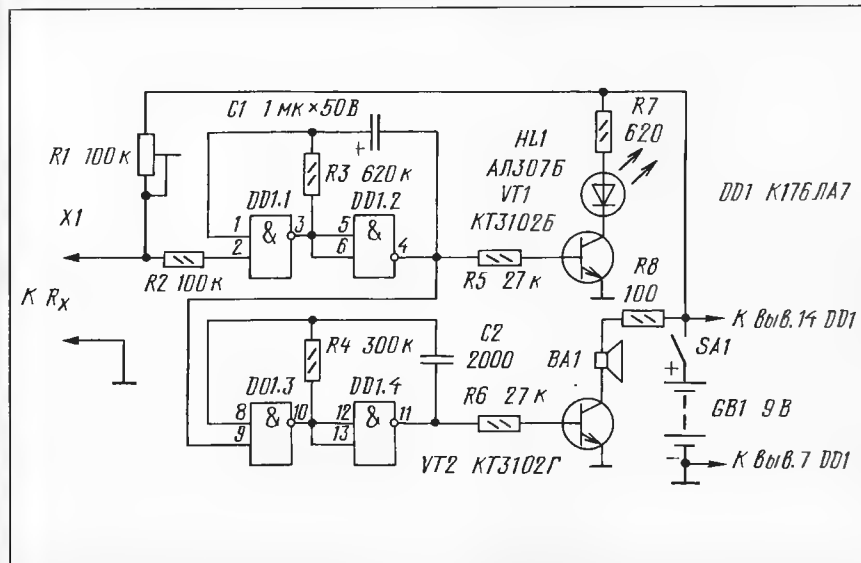 C1 1 мк × 50 В
R1 100 к
R3 620 к
R7
620
HL1
АЛ307Б
VT1
КТ3102Б
DD1 К176ЛА7
X1
DD1.1
DD1.2
1
2
&
3
5
6
&
4
+
R2 100 к
R5 27 к
К Rx
R8
100
К выв. 14 DD1
R4 300 к
C2
2000
BA1
SA1
DD1.3
DD1.4
R6 27 к
8
9
&
10
12
13
&
11
+
GB1 9 В
VT2 КТ3102Г
-
К выв. 7 DD1